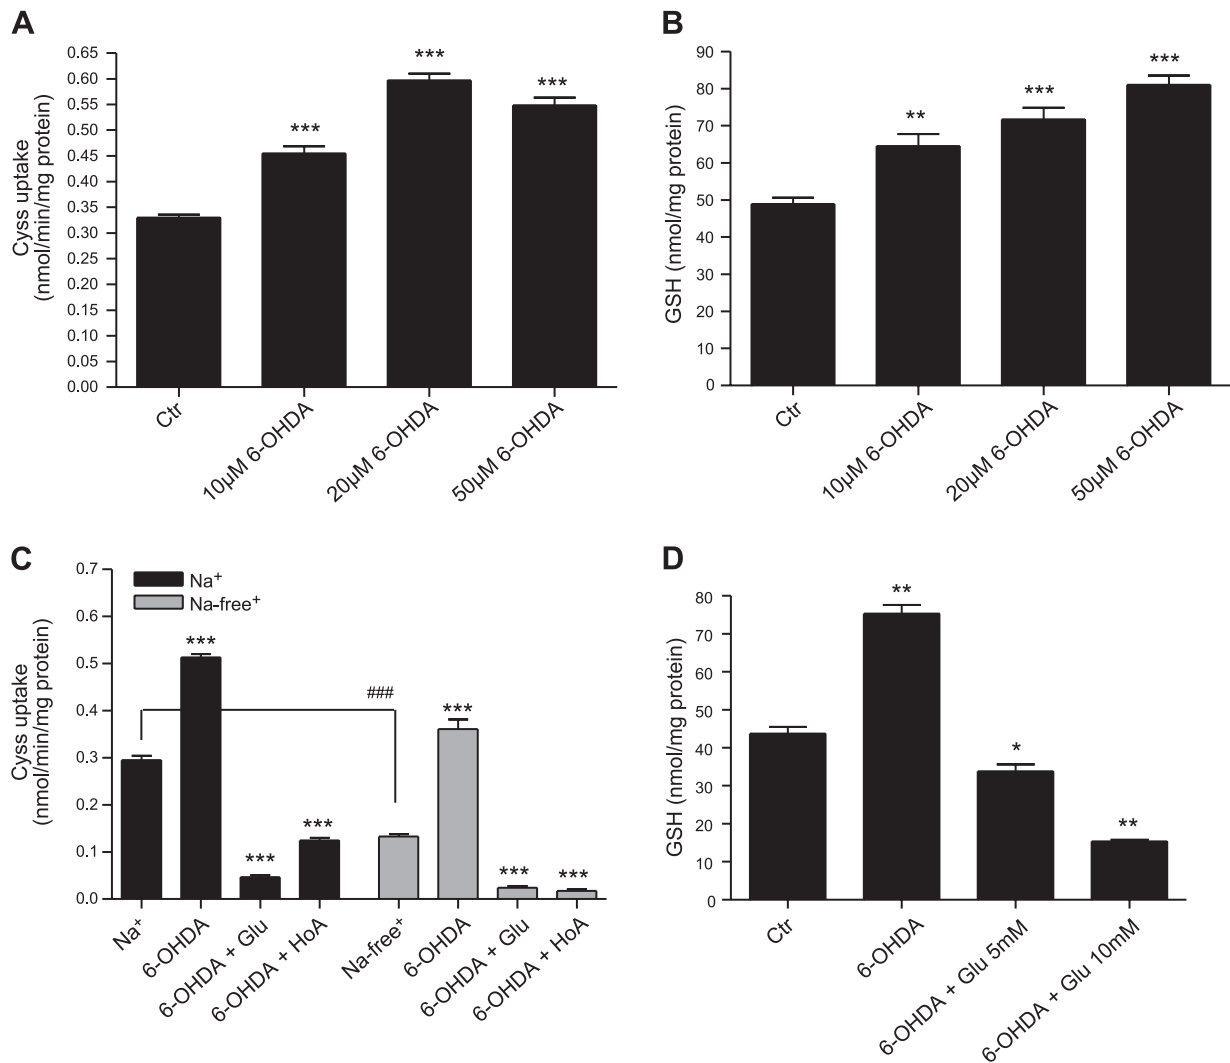 A
Cyss uptake
(nmol/min/mg protein)
0.65
0.60
0.55
0.50
0.45
0.40
0.35
0.30
0.25
0.20
0.15
0.10
0.05
0.00
***
***
***
Ctr
10µM 6-OHDA
20µM 6-OHDA
50µM 6-OHDA
B
GSH (nmol/mg protein)
90
80
70
60
50
40
30
20
10
0
**
***
***
Ctr
10µM 6-OHDA
20µM 6-OHDA
50µM 6-OHDA
C
Cyss uptake
(nmol/min/mg protein)
0.7
0.6
0.5
0.4
0.3
0.2
0.1
0.0
Na⁺
Na-free⁺
***
***
***
###
***
***
***
Na⁺
6-OHDA
6-OHDA + Glu
6-OHDA + HoA
Na-free⁺
6-OHDA
6-OHDA + Glu
6-OHDA + HoA
D
GSH (nmol/mg protein)
80
70
60
50
40
30
20
10
0
**
*
**
Ctr
6-OHDA
6-OHDA + Glu 5mM
6-OHDA + Glu 10mM